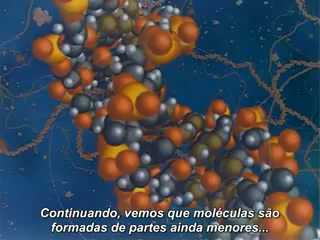 Continuando, vemos que moléculas são
formadas de partes ainda menores...